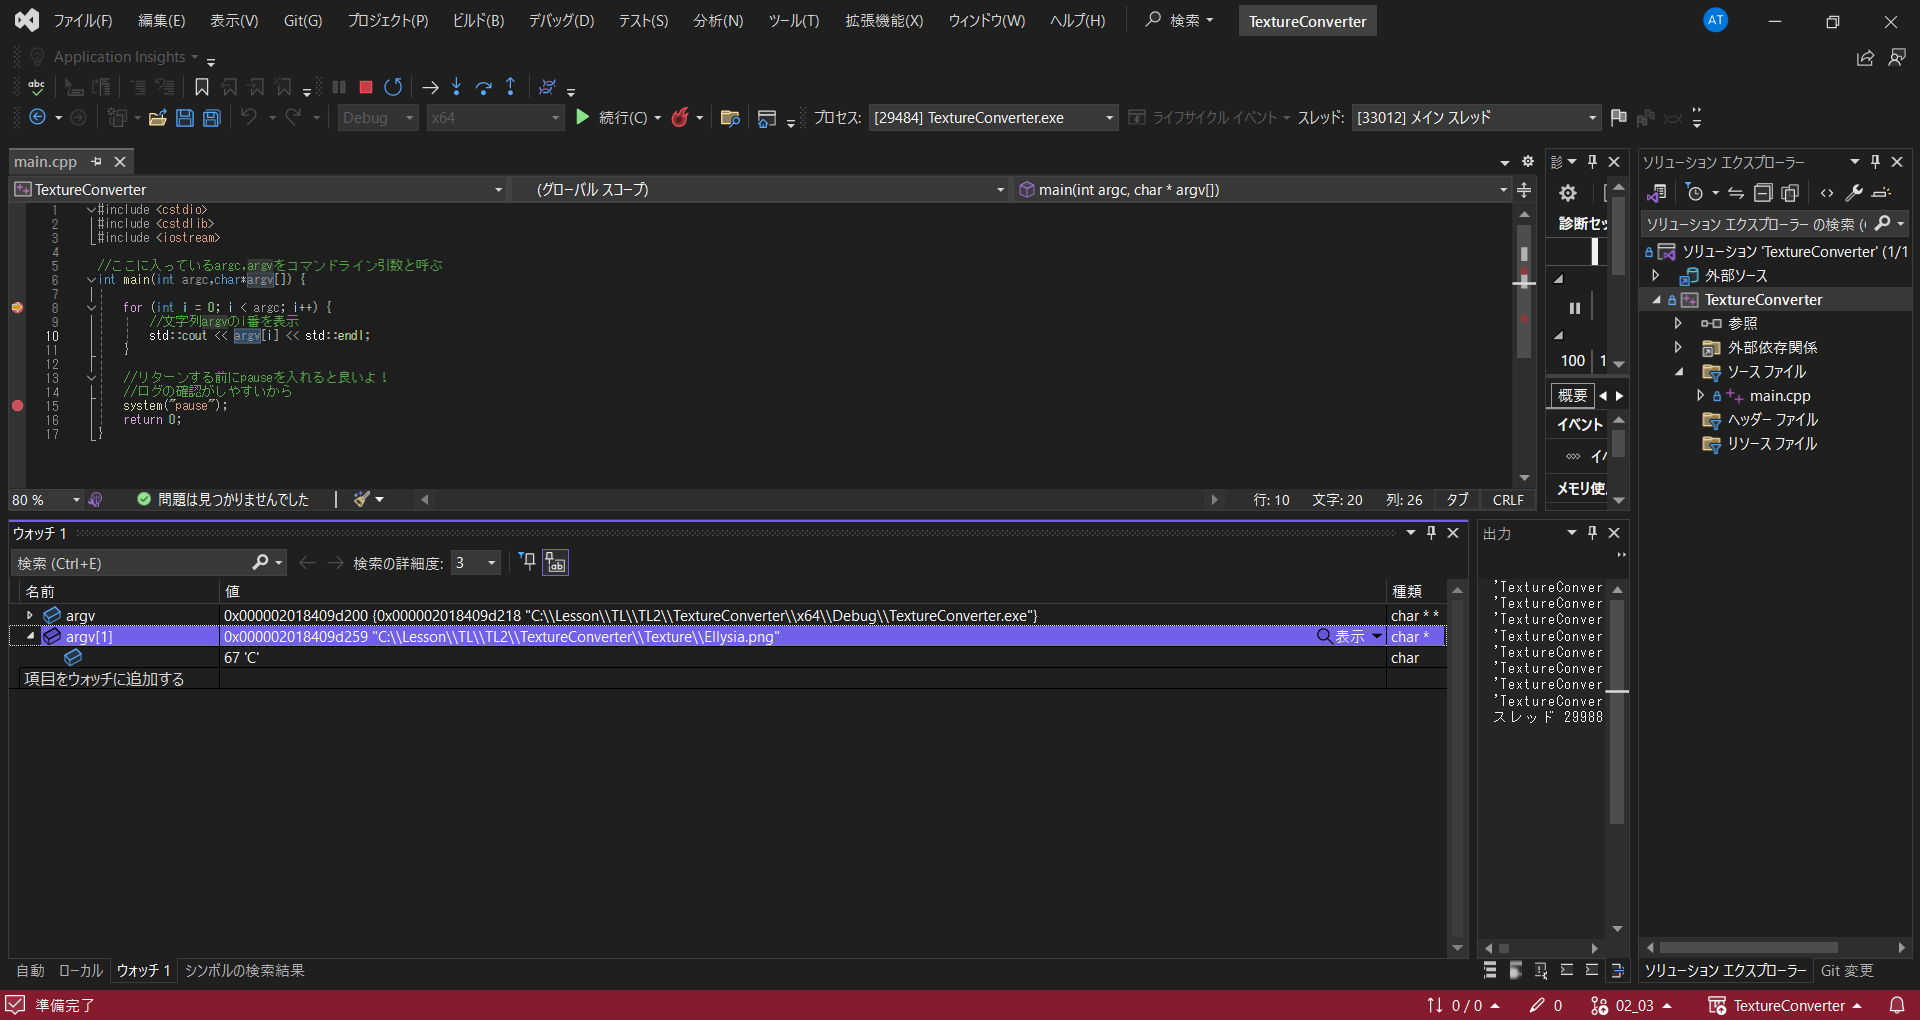 ファイル(F) 編集(E) 表示(V) Git(G) プロジェクト(P) ビルド(B) デバッグ(D) テスト(S) 分析(N) ツール(T) 拡張機能(X) ウィンドウ(W) ヘルプ(H) 検索 TextureConverter AT
Application Insights
abc
Debug x64 続行(C) プロセス: [29484] TextureConverter.exe ライフサイクル イベント スレッド: [33012] メイン スレッド
main.cpp
TextureConverter (グローバル スコープ) main(int argc, char * argv[])
1 #include <cstdio>
2 #include <cstdlib>
3 #include <iostream>
4
5 //ここに入っているargc,argvをコマンドライン引数と呼ぶ
6 int main(int argc,char*argv[]) {
7
8 for (int i = 0; i < argc; i++) {
9 //文字列argvのi番を表示
10 std::cout << argv[i] << std::endl;
11 }
12
13 //リターンする前にpauseを入れると良いよ！
14 //ログの確認がしやすいから
15 system("pause");
16 return 0;
17 }
80 % 問題は見つかりませんでした 行: 10 文字: 20 列: 26 タブ CRLF
診
診断セッ
100 1
概要
イベント
イベ
メモリ使用
ソリューション エクスプローラー
ソリューション エクスプローラー の検索 (
ソリューション 'TextureConverter' (1/1
外部ソース
TextureConverter
参照
外部依存関係
ソース ファイル
main.cpp
ヘッダー ファイル
リソース ファイル
ウォッチ 1
検索 (Ctrl+E) 検索の詳細度: 3
名前 値 種類
argv 0x000002018409d200 {0x000002018409d218 "C:\\Lesson\\TL\\TL2\\TextureConverter\\x64\\Debug\\TextureConverter.exe"} char * *
argv[1] 0x000002018409d259 "C:\\Lesson\\TL\\TL2\\TextureConverter\\Texture\\Ellysia.png" 表示 char *
67 'C' char
項目をウォッチに追加する
出力
'TextureConver
'TextureConver
'TextureConver
'TextureConver
'TextureConver
'TextureConver
'TextureConver
'TextureConver
スレッド 29988
自動 ローカル ウォッチ 1 シンボルの検索結果
ソリューション エクスプローラー Git 変更
準備完了 0 / 0 0 02_03 TextureConverter